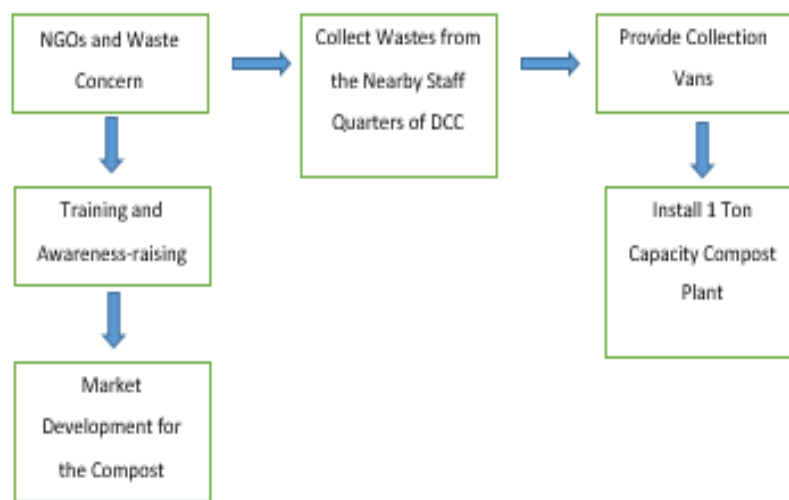 NGOs and Waste
Concern
Collect Wastes from
the Nearby Staff
Quarters of DCC
Provide Collection
Vans
Training and
Awareness-raising
Install 1 Ton
Capacity Compost
Plant
Market
Development for
the Compost